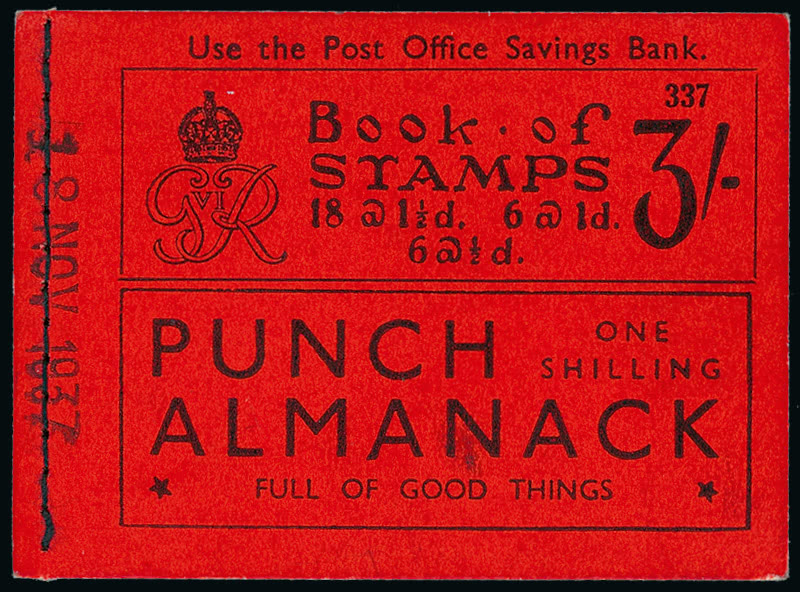 Use the Post Office Savings Bank.
337
Book · of
STAMPS
3/-
18 @ 1½d. 6 @ 1d.
6 @ ½d.
GVIR
PUNCH
ONE
SHILLING
ALMANACK
FULL OF GOOD THINGS
18 NOV 1937